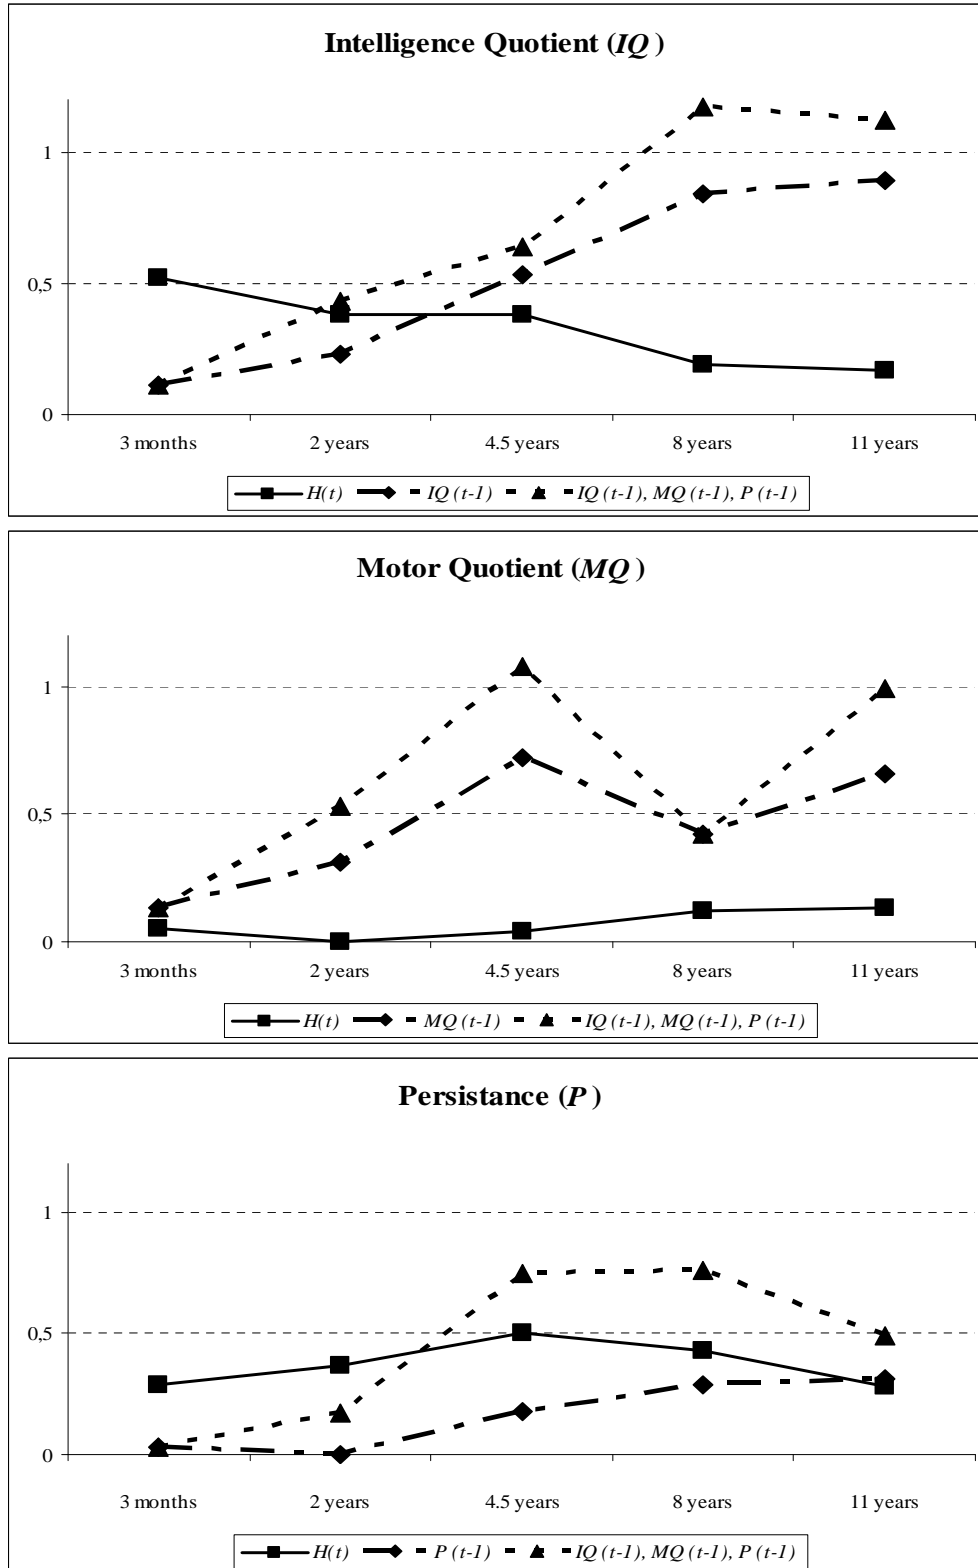 Intelligence Quotient (IQ )
1
0,5
0
3 months 2 years 4.5 years 8 years 11 years
H(t) IQ (t-1) IQ (t-1), MQ (t-1), P (t-1)
Motor Quotient (MQ )
1
0,5
0
3 months 2 years 4.5 years 8 years 11 years
H(t) MQ (t-1) IQ (t-1), MQ (t-1), P (t-1)
Persistance (P )
1
0,5
0
3 months 2 years 4.5 years 8 years 11 years
H(t) P (t-1) IQ (t-1), MQ (t-1), P (t-1)